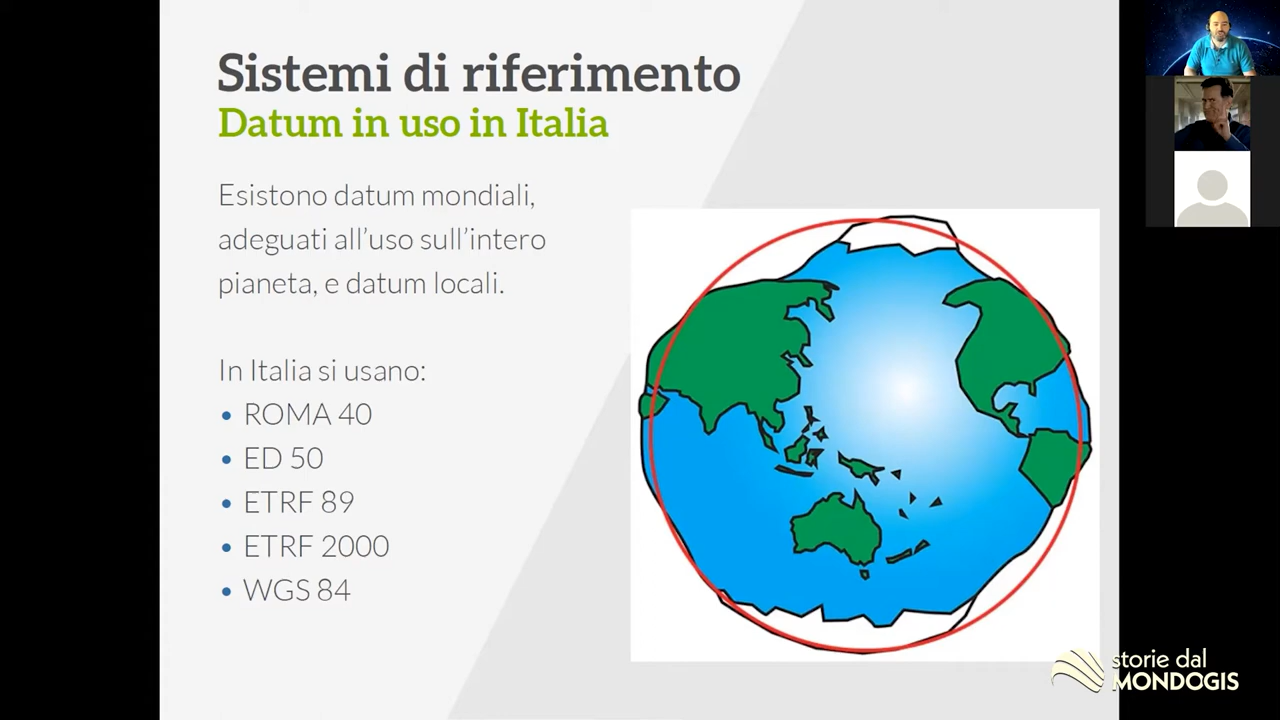 Sistemi di riferimento
Datum in uso in Italia
Esistono datum mondiali,
adeguati all’uso sull’intero
pianeta, e datum locali.
In Italia si usano:
• ROMA 40
• ED 50
• ETRF 89
• ETRF 2000
• WGS 84
storie dal
MONDOGIS